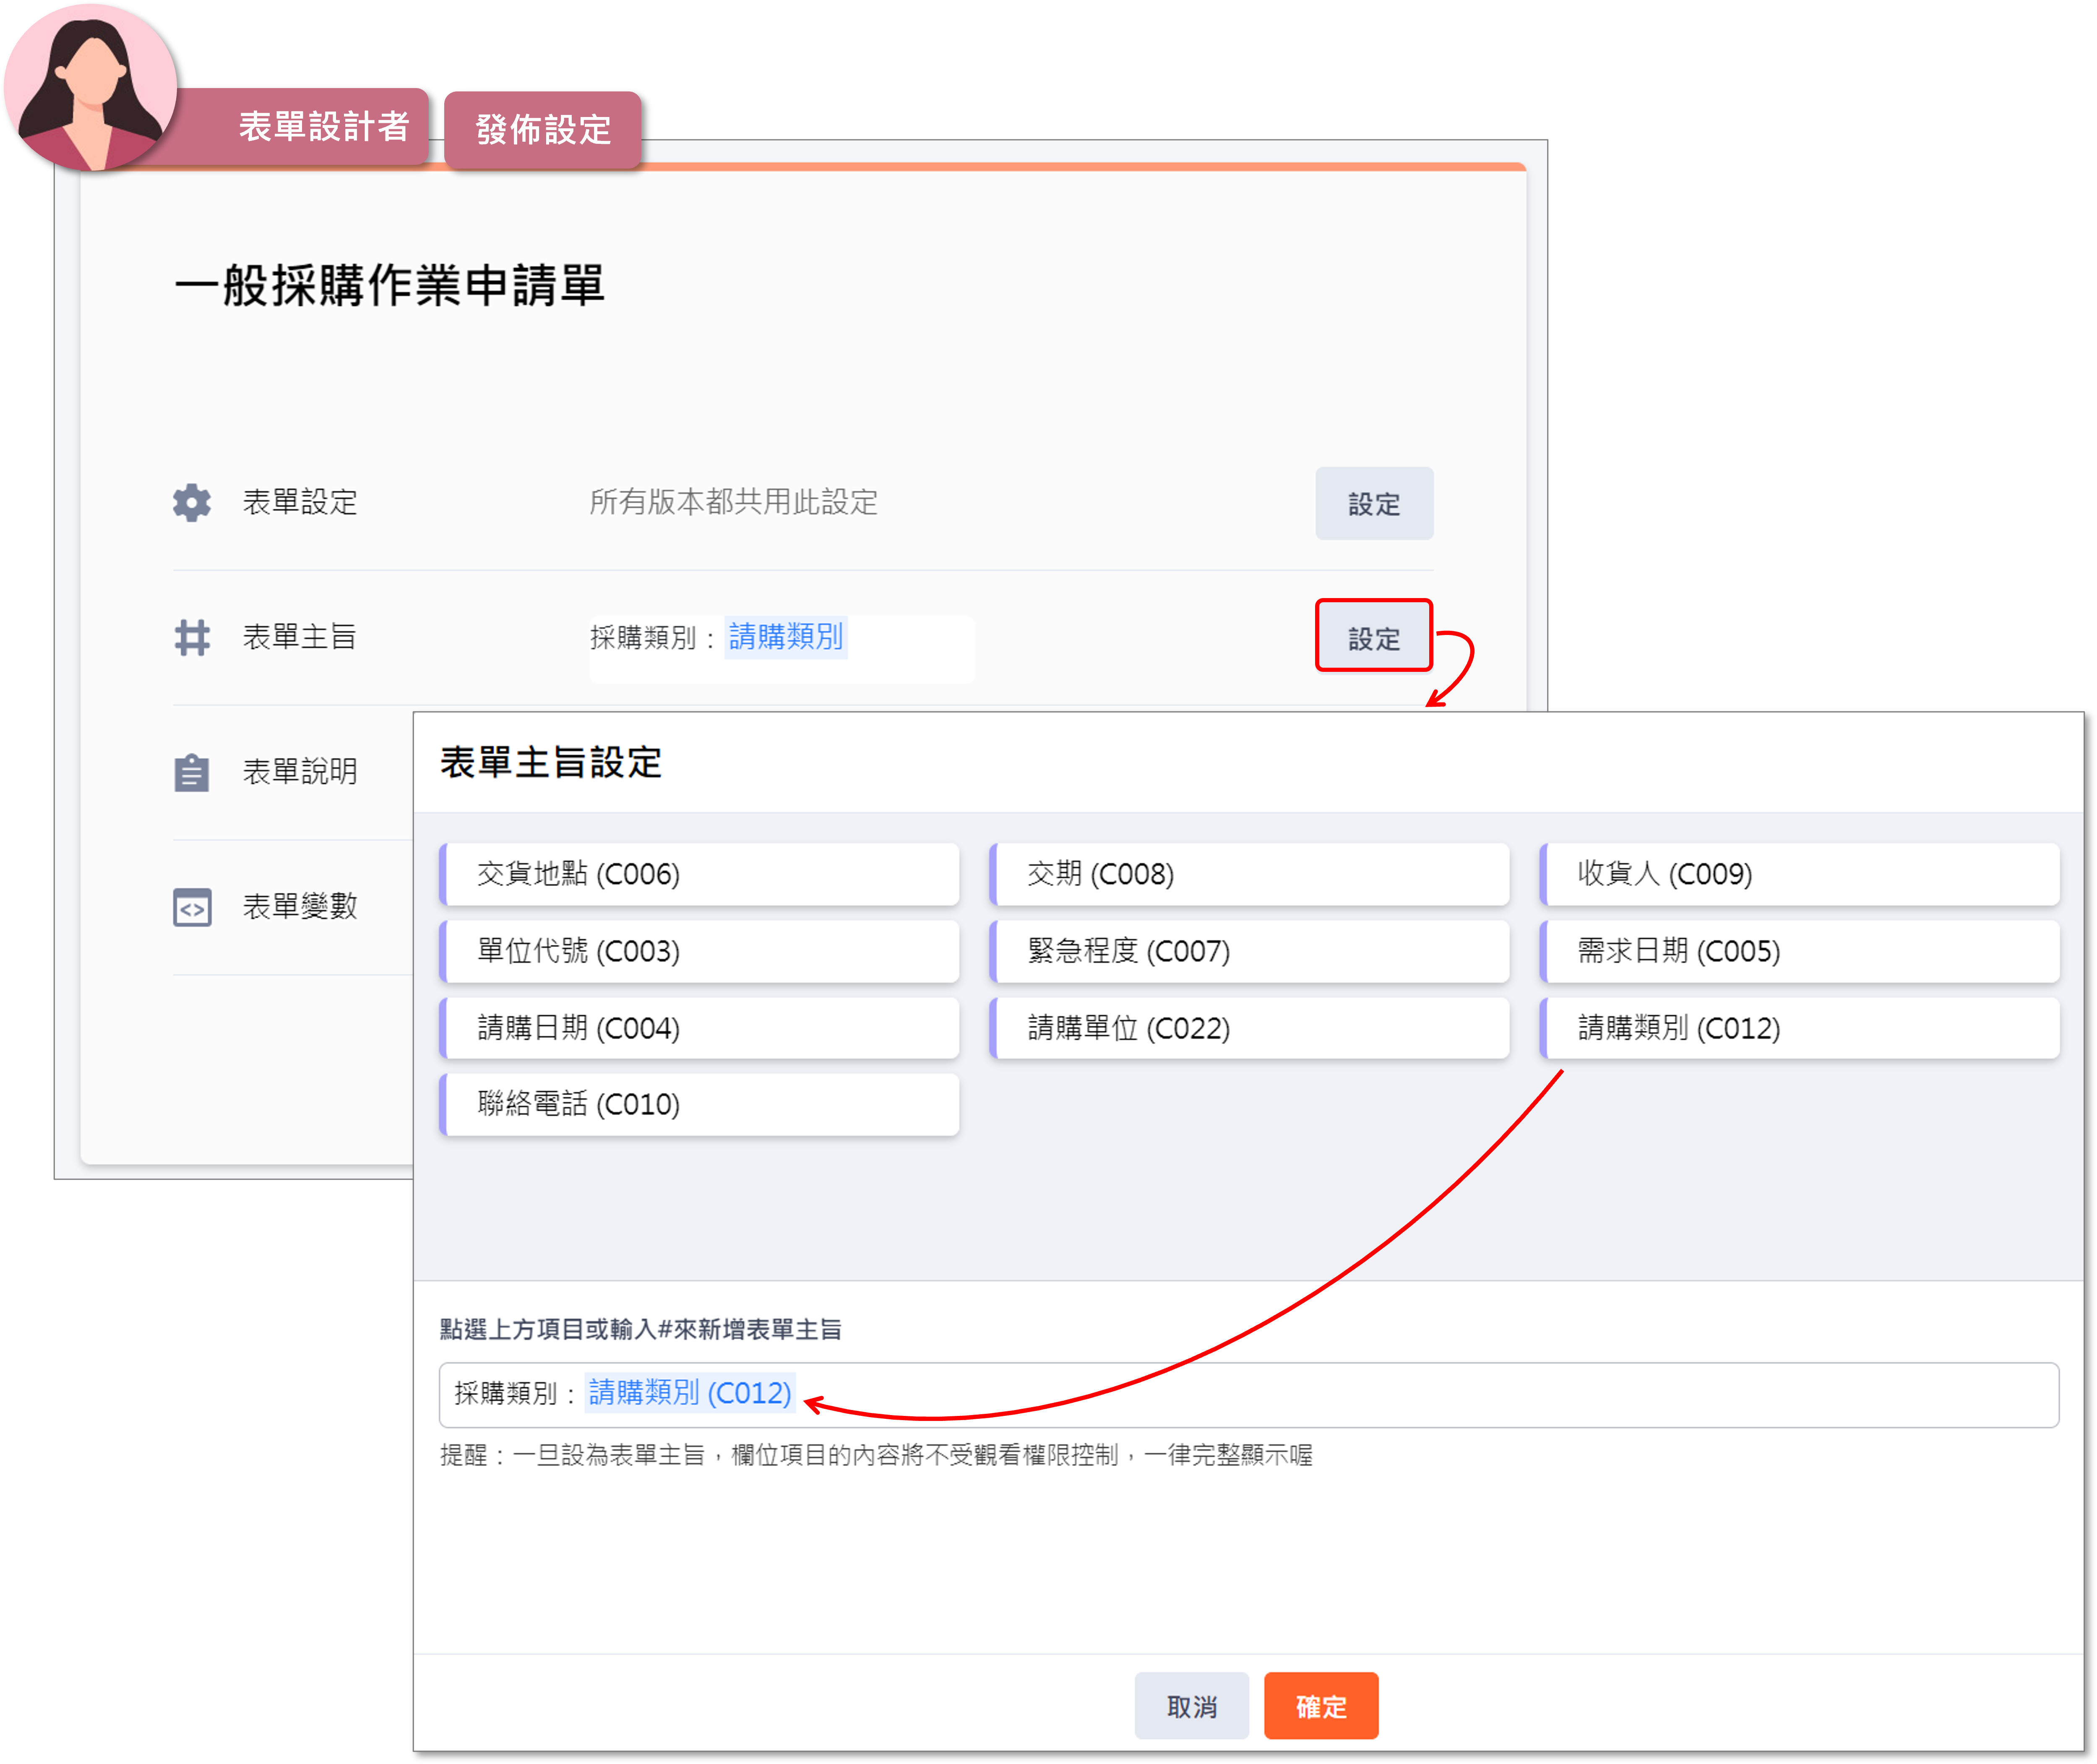 表單設計者
發佈設定
一般採購作業申請單
表單設定 所有版本都共用此設定 設定
表單主旨 採購類別：請購類別 設定
表單說明
表單變數
表單主旨設定
交貨地點 (C006) 交期 (C008) 收貨人 (C009)
單位代號 (C003) 緊急程度 (C007) 需求日期 (C005)
請購日期 (C004) 請購單位 (C022) 請購類別 (C012)
聯絡電話 (C010)
點選上方項目或輸入#來新增表單主旨
採購類別：請購類別 (C012)
提醒：一旦設為表單主旨，欄位項目的內容將不受觀看權限控制，一律完整顯示喔
取消 確定